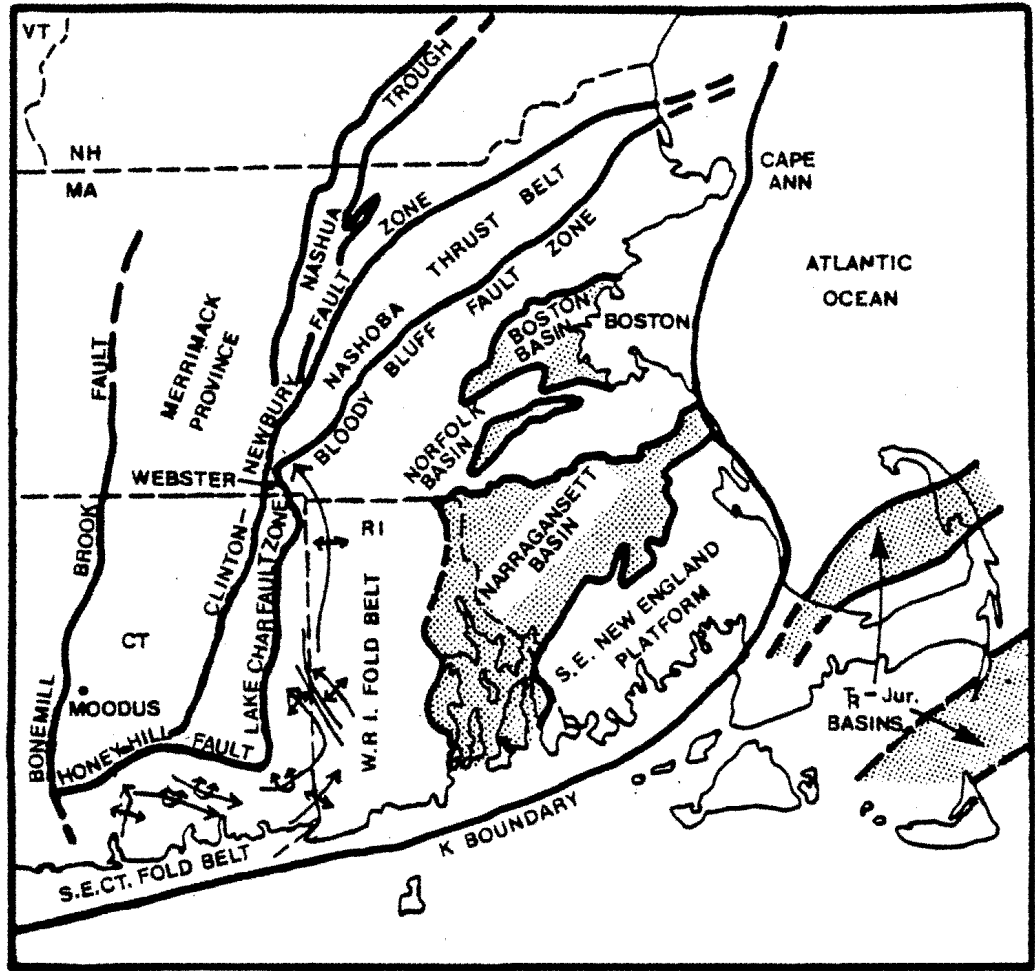 VT
TROUGH
NH
MA
CAPE
ANN
NASHUA
ZONE
FAULT
THRUST BELT
NASHOBA
BLUFF FAULT ZONE
BLOODY
ATLANTIC
OCEAN
BOSTON
BASIN
BOSTON
FAULT
MERRIMACK
PROVINCE
NEWBURY
NORFOLK
BASIN
WEBSTER
BROOK
CLINTON-
LAKE CHAR FAULT ZONE
RI
NARRAGANSETT
BASIN
W.R.I. FOLD BELT
S.E. NEW ENGLAND
PLATFORM
CT
MOODUS
BONEMILL
HONEY HILL FAULT
TR-Jur.
BASINS
K BOUNDARY
S.E.CT. FOLD BELT